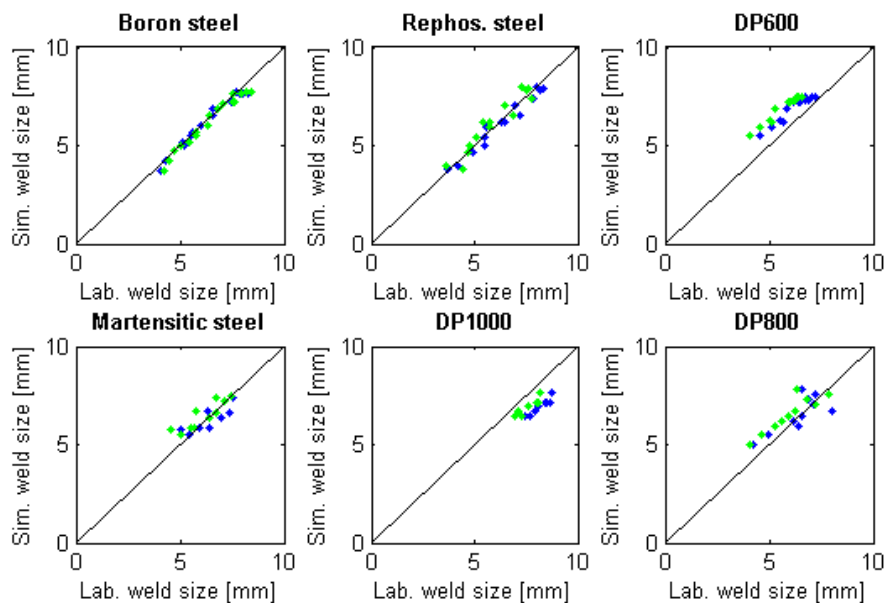 Boron steel
Rephos. steel
DP600
10
5
0
Sim. weld size [mm]
0
5
10
Lab. weld size [mm]
10
5
0
Sim. weld size [mm]
0
5
10
Lab. weld size [mm]
10
5
0
Sim. weld size [mm]
0
5
10
Lab. weld size [mm]
Martensitic steel
DP1000
DP800
10
5
0
Sim. weld size [mm]
0
5
10
Lab. weld size [mm]
10
5
0
Sim. weld size [mm]
0
5
10
Lab. weld size [mm]
10
5
0
Sim. weld size [mm]
0
5
10
Lab. weld size [mm]